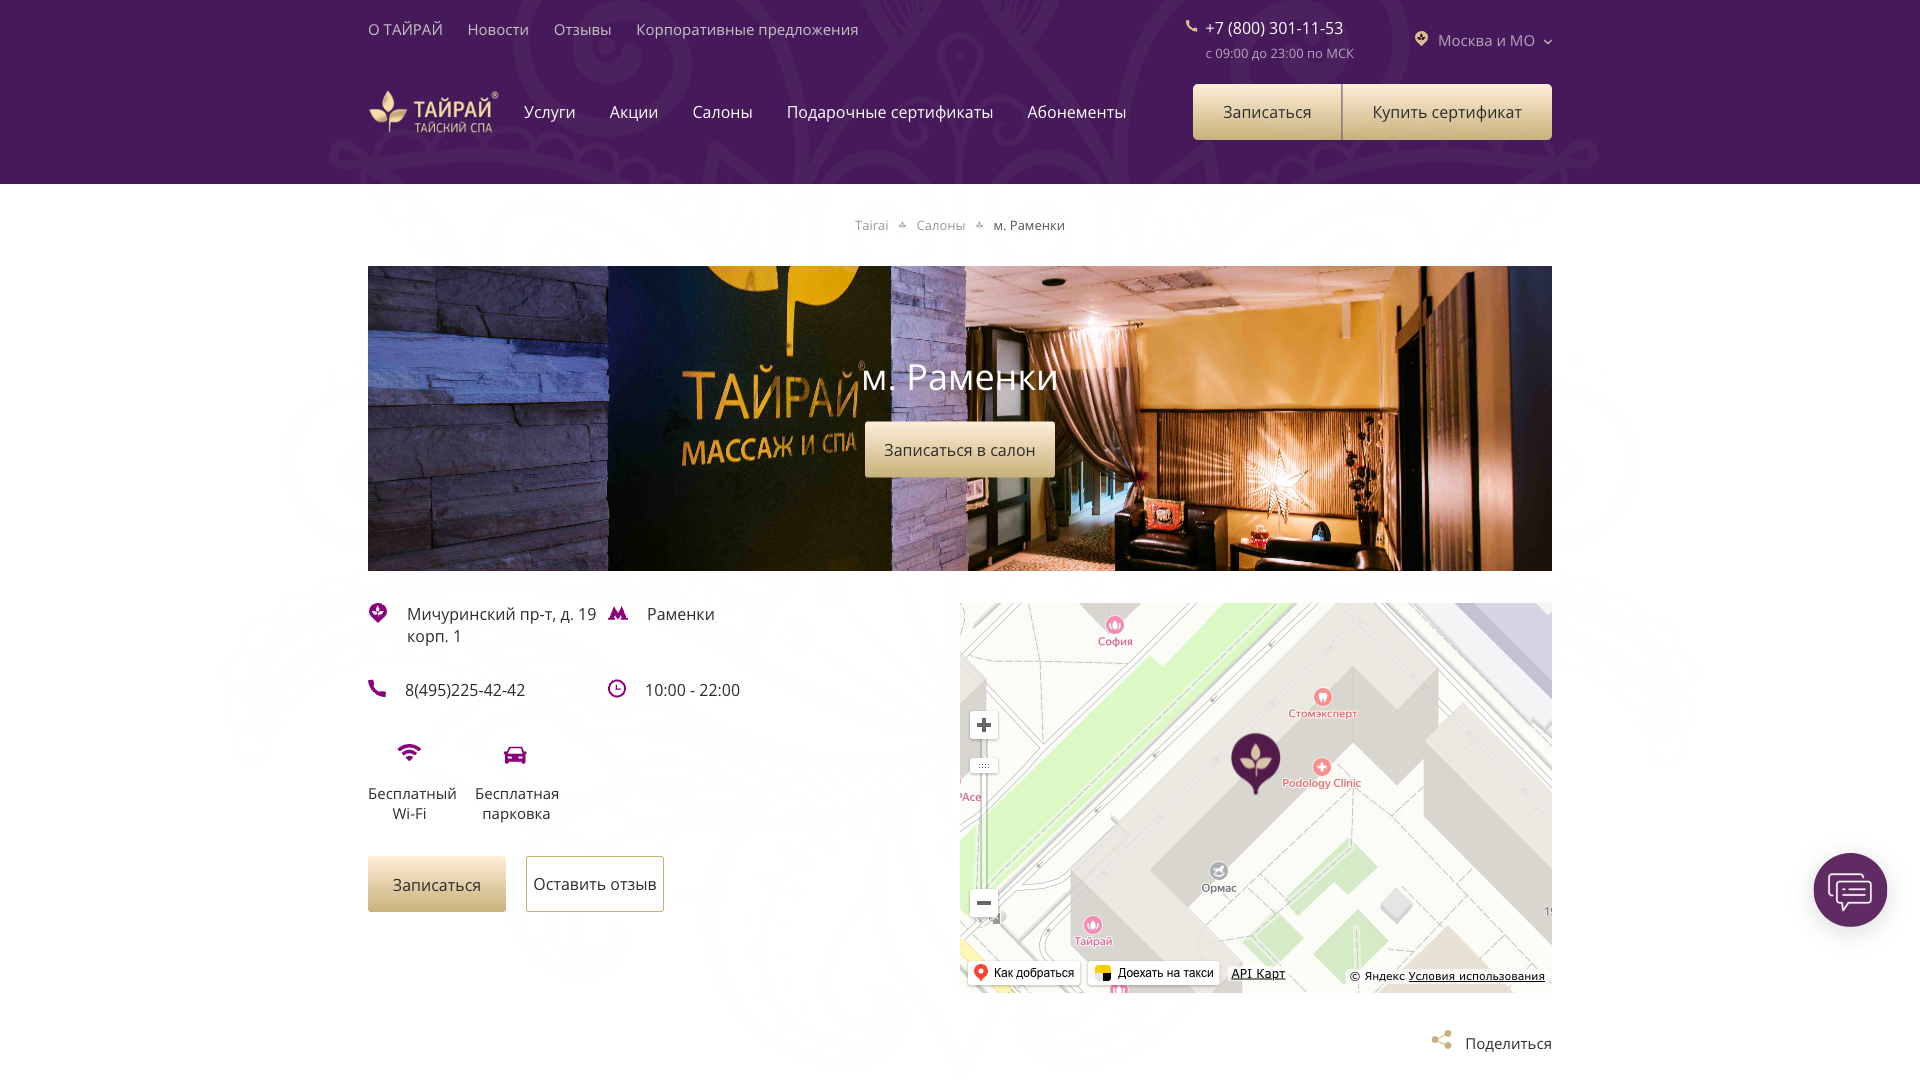 О ТАЙРАЙ
Новости
Отзывы
Корпоративные предложения
+7 (800) 301-11-53
с 09:00 до 23:00 по МСК
Москва и МО
ТАЙРАЙ®
ТАЙСКИЙ СПА
Услуги
Акции
Салоны
Подарочные сертификаты
Абонементы
Записаться
Купить сертификат
Tairai
Салоны
м. Раменки
ТАЙРАЙ®
МАССАЖ И СПА
м. Раменки
Записаться в салон
Мичуринский пр-т, д. 19
корп. 1
Раменки
8(495)225-42-42
10:00 - 22:00
Бесплатный
Wi-Fi
Бесплатная
парковка
Записаться
Оставить отзыв
София
Стомэксперт
Podology Clinic
Ормас
Тайрай
Как добраться
Доехать на такси
API Карт
© Яндекс Условия использования
Поделиться